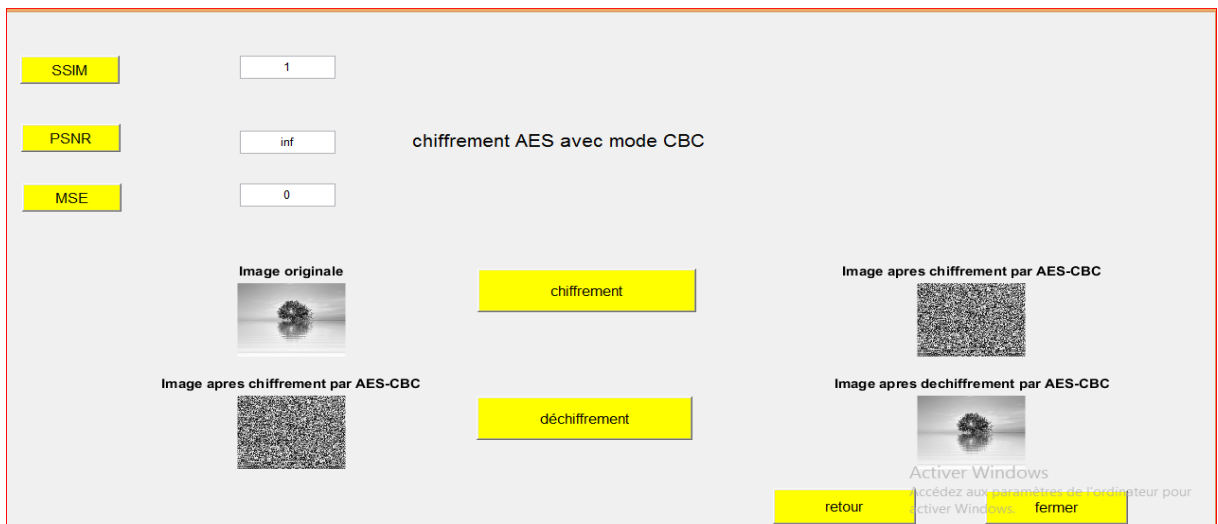 SSIM
1
PSNR
inf
chiffrement AES avec mode CBC
MSE
0
Image originale
chiffrement
Image apres chiffrement par AES-CBC
Image apres chiffrement par AES-CBC
déchiffrement
Image apres dechiffrement par AES-CBC
Activer Windows
Accédez aux paramètres de l'ordinateur pour
activer Windows.
retour
fermer